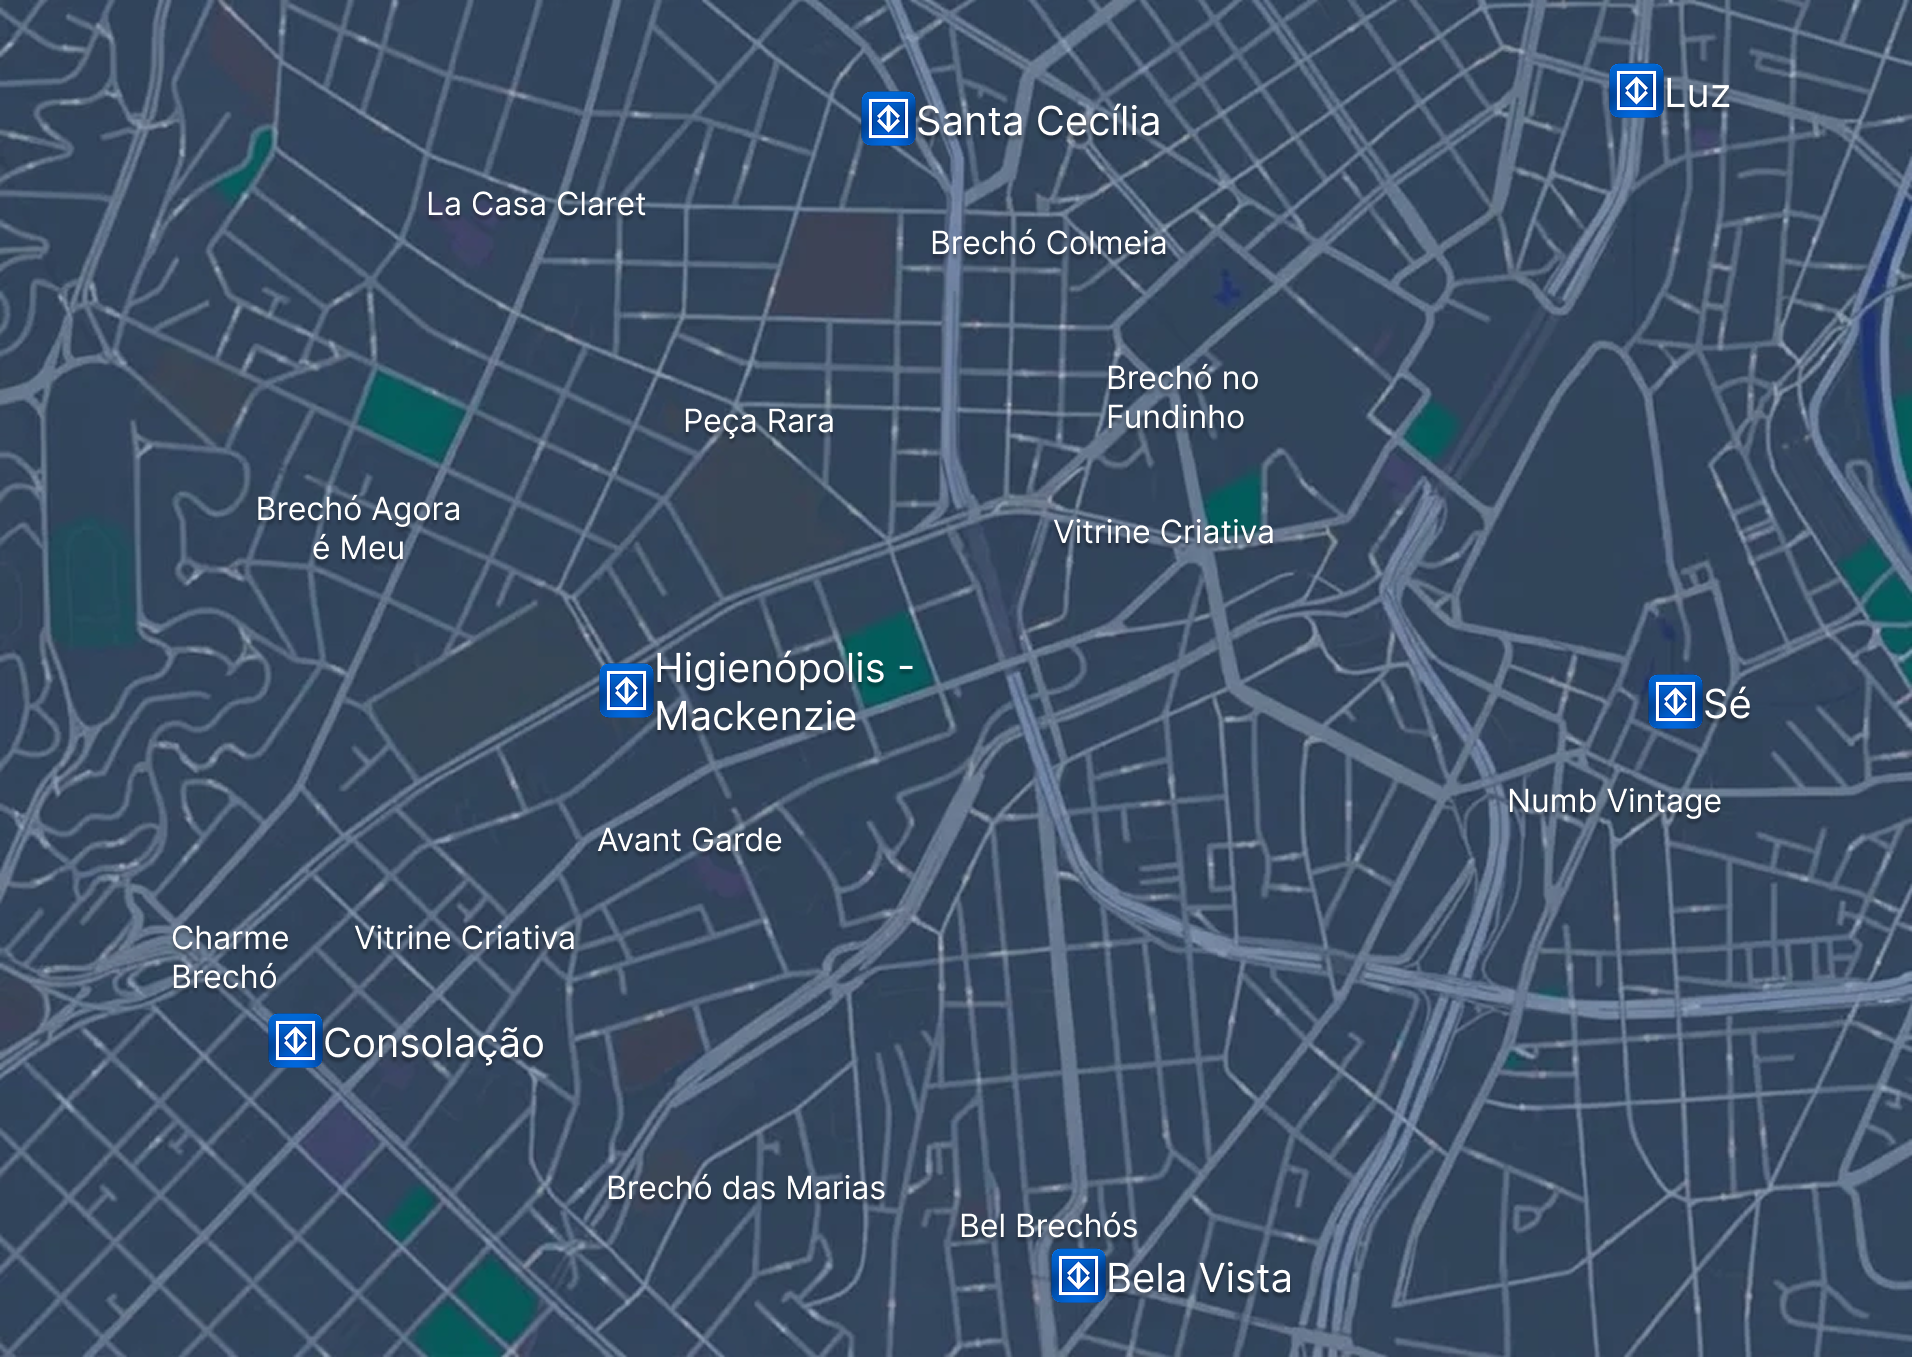 Luz
Santa Cecília
La Casa Claret
Brechó Colmeia
Brechó no
Fundinho
Peça Rara
Brechó Agora
é Meu
Vitrine Criativa
Higienópolis -
Mackenzie
Sé
Numb Vintage
Avant Garde
Charme
Brechó
Vitrine Criativa
Consolação
Brechó das Marias
Bel Brechós
Bela Vista